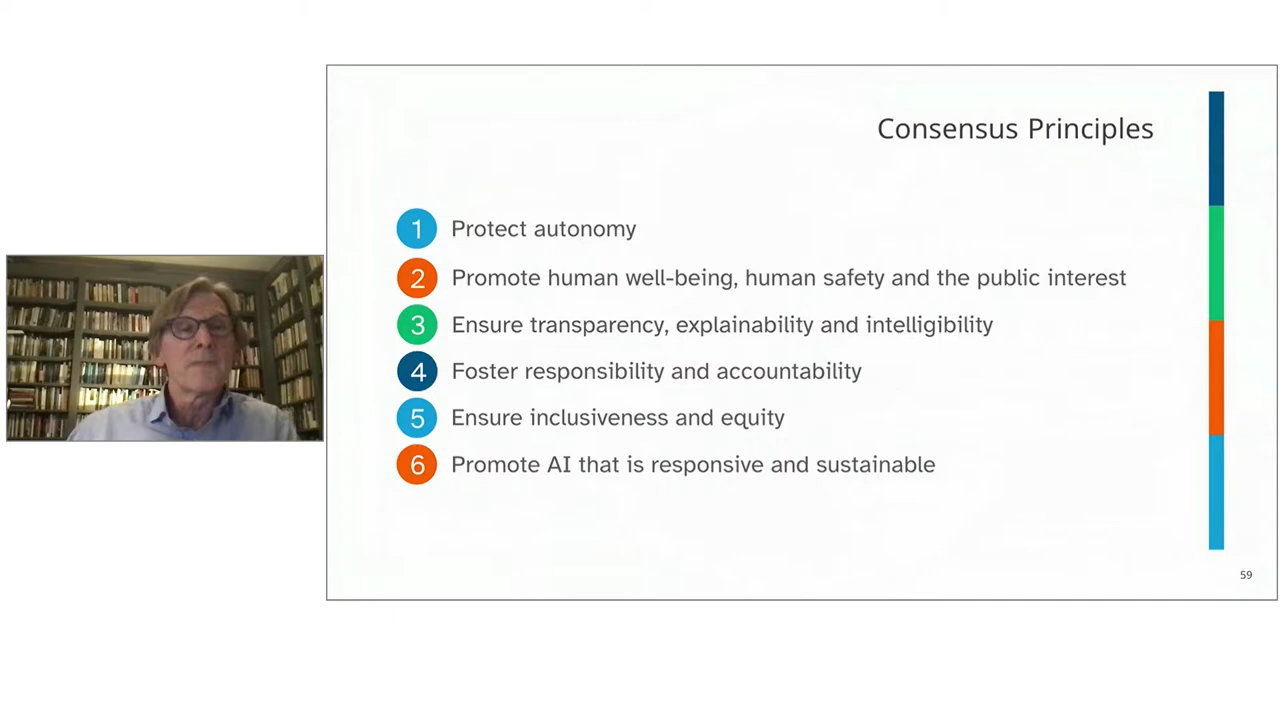 Consensus Principles
1 Protect autonomy
2 Promote human well-being, human safety and the public interest
3 Ensure transparency, explainability and intelligibility
4 Foster responsibility and accountability
5 Ensure inclusiveness and equity
6 Promote AI that is responsive and sustainable
59